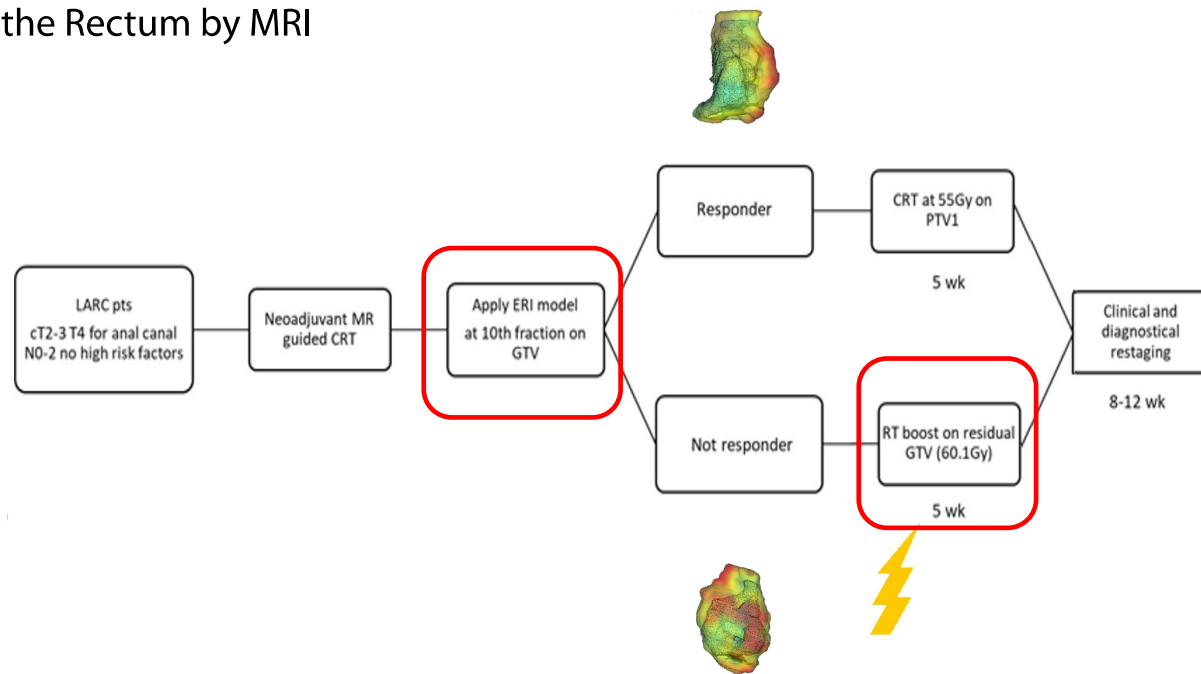 the Rectum by MRI
LARC pts
cT2-3 T4 for anal canal
N0-2 no high risk factors
Neoadjuvant MR
guided CRT
Apply ERI model
at 10th fraction on
GTV
Responder
CRT at 55Gy on
PTV1
5 wk
Not responder
RT boost on residual
GTV (60.1Gy)
5 wk
Clinical and
diagnostical
restaging
8-12 wk